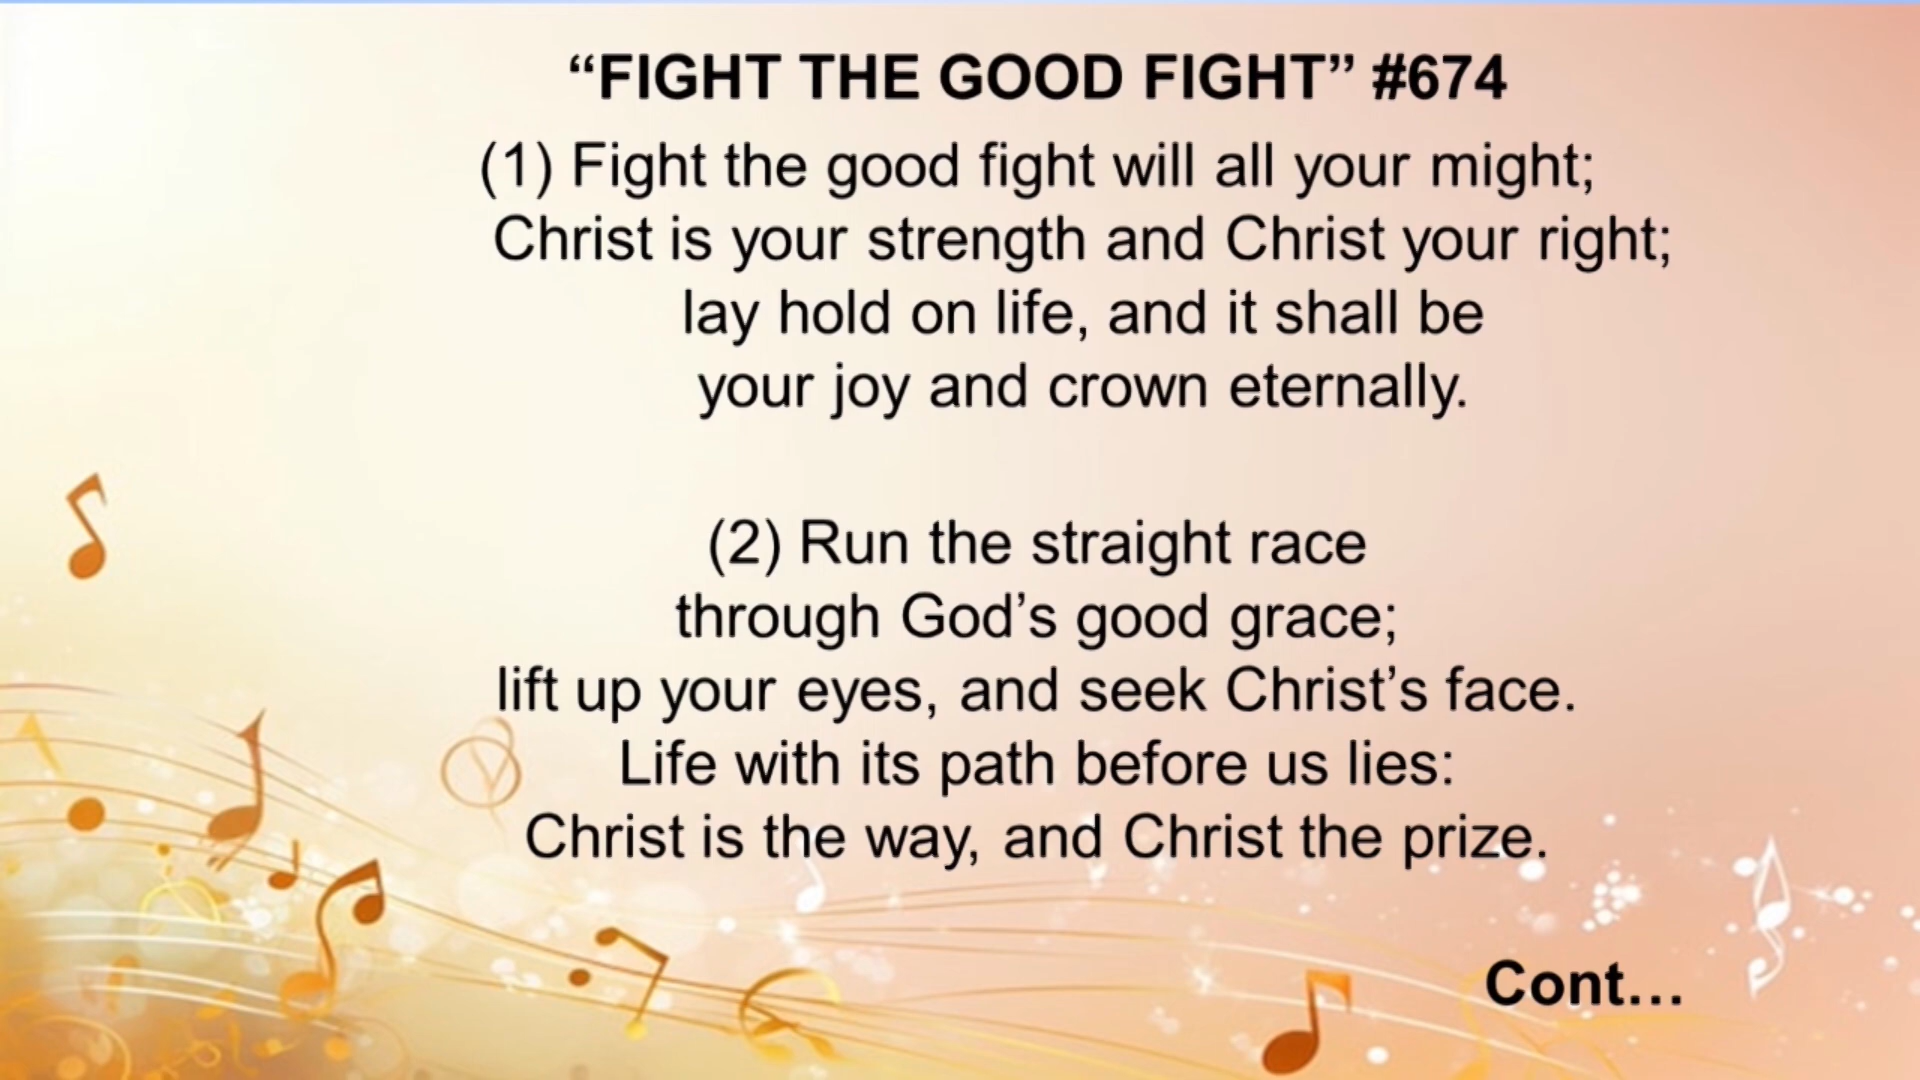 “FIGHT THE GOOD FIGHT” #674
(1) Fight the good fight will all your might;
Christ is your strength and Christ your right;
lay hold on life, and it shall be
your joy and crown eternally.
(2) Run the straight race
through God’s good grace;
lift up your eyes, and seek Christ’s face.
Life with its path before us lies:
Christ is the way, and Christ the prize.
Cont…